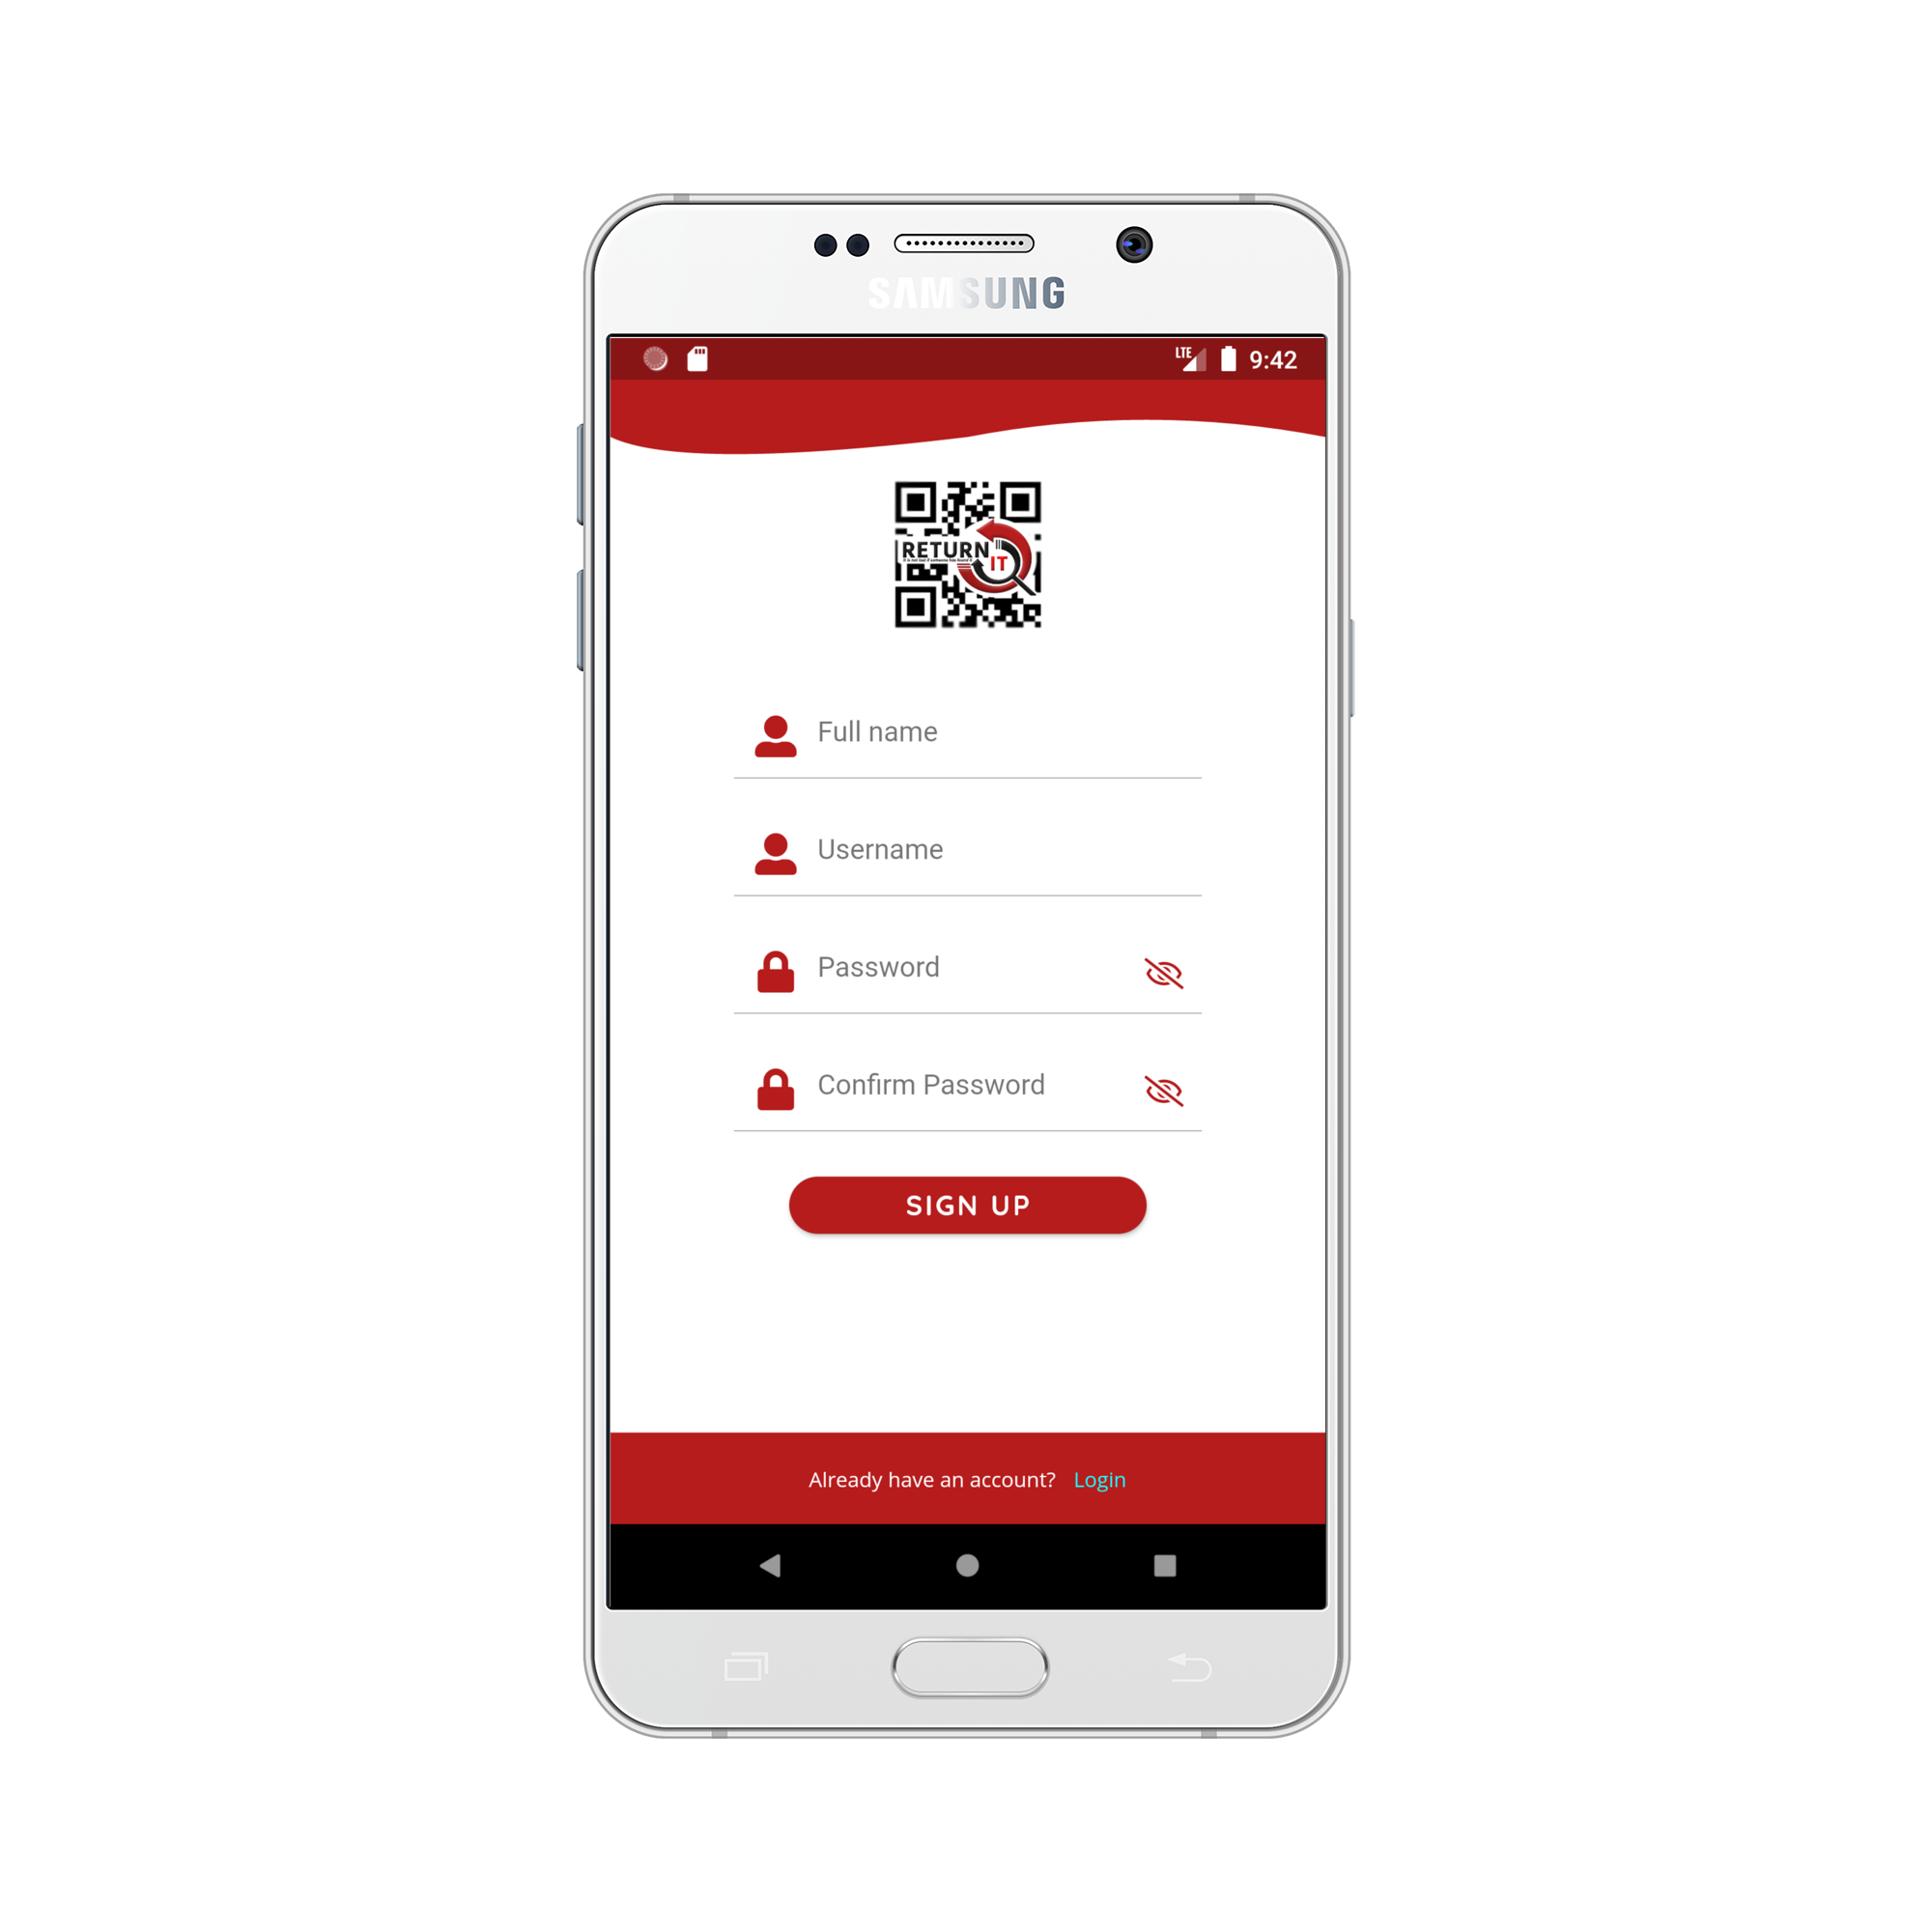 SAMSUNG
LTE 9:42
RETURN
IT
Full name
Username
Password
Confirm Password
SIGN UP
Already have an account? Login